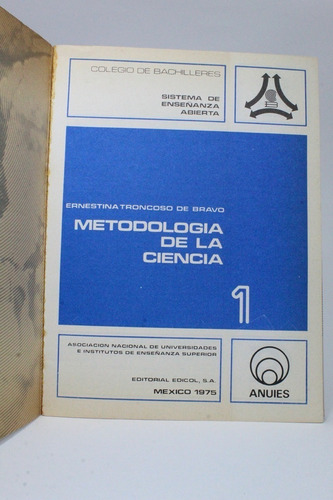 COLEGIO DE BACHILLERES
SISTEMA DE
ENSEÑANZA
ABIERTA
ERNESTINA TRONCOSO DE BRAVO
METODOLOGIA
DE LA
CIENCIA
1
ASOCIACION NACIONAL DE UNIVERSIDADES
E INSTITUTOS DE ENSEÑANZA SUPERIOR
EDITORIAL EDICOL, S.A.
MEXICO 1975
ANUIES